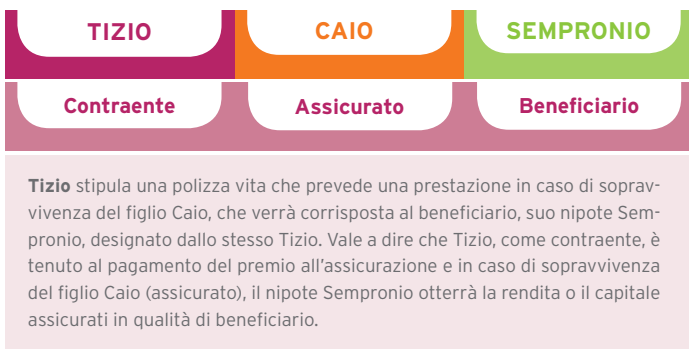 TIZIO CAIO SEMPRONIO
Contraente Assicurato Beneficiario
Tizio stipula una polizza vita che prevede una prestazione in caso di soprav-
vivenza del figlio Caio, che verrà corrisposta al beneficiario, suo nipote Sem-
pronio, designato dallo stesso Tizio. Vale a dire che Tizio, come contraente, è
tenuto al pagamento del premio all'assicurazione e in caso di sopravvivenza
del figlio Caio (assicurato), il nipote Sempronio otterrà la rendita o il capitale
assicurati in qualità di beneficiario.